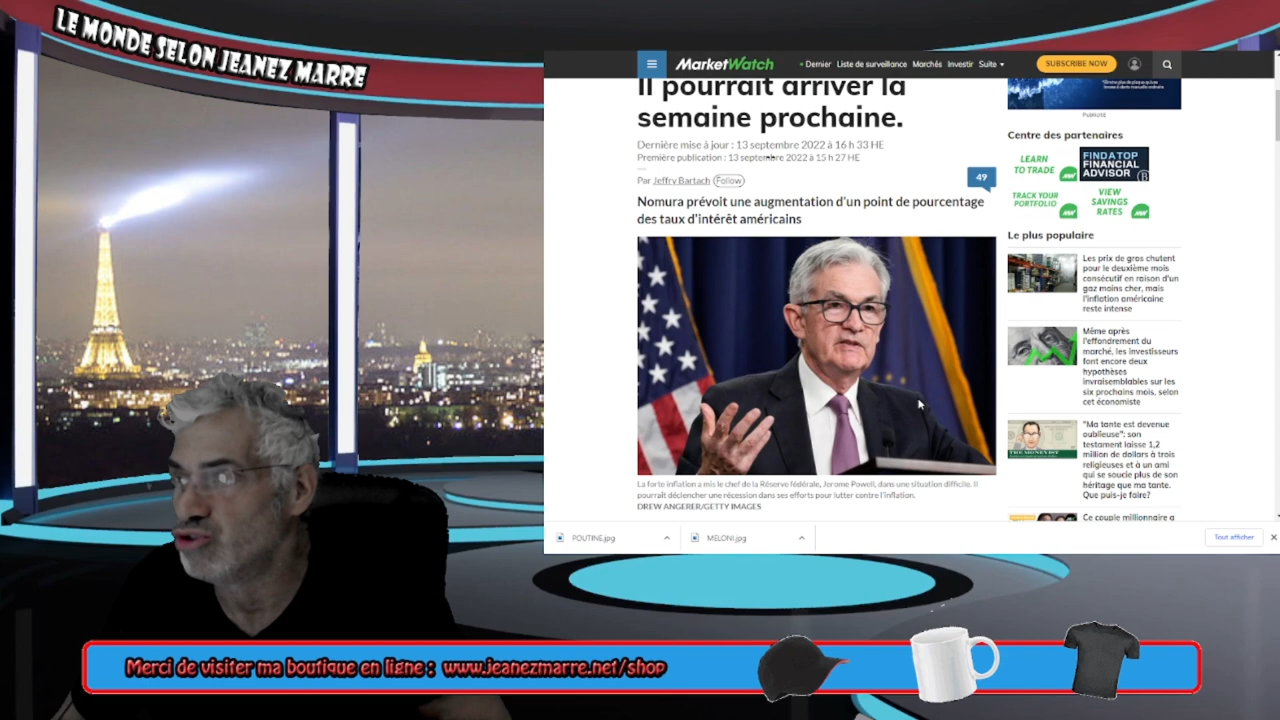 LE MONDE SELON JEANEZ MARRE
MarketWatch
Dernier Liste de surveillance Marchés Investir Suite
SUBSCRIBE NOW
Il pourrait arriver la
semaine prochaine.
Dernière mise à jour : 13 septembre 2022 à 16 h 33 HE
Première publication : 13 septembre 2022 à 15 h 27 HE
Par Jeffry Bartach Follow
49
Nomura prévoit une augmentation d'un point de pourcentage
des taux d'intérêt américains
La forte inflation a mis le chef de la Réserve fédérale, Jerome Powell, dans une situation difficile. Il
pourrait déclencher une récession dans ses efforts pour lutter contre l'inflation.
DREW ANGERER/GETTY IMAGES
PUBLICITÉ
Centre des partenaires
LEARN
TO TRADE
FIND A TOP
FINANCIAL
ADVISOR
TRACK YOUR
PORTFOLIO
VIEW
SAVINGS
RATES
Le plus populaire
Les prix de gros chutent
pour le deuxième mois
consécutif en raison d'un
gaz moins cher, mais
l'inflation américaine
reste intense
Même après
l'effondrement du
marché, les investisseurs
font encore deux
hypothèses
invraisemblables sur les
six prochains mois, selon
cet économiste
THE MONEYIST
"Ma tante est devenue
oublieuse": son
testament laisse 1,2
million de dollars à trois
religieuses et à un ami
qui se soucie plus de son
héritage que ma tante.
Que puis-je faire?
Ce couple millionnaire a
POUTINE.jpg
MELONI.jpg
Tout afficher
Merci de visiter ma boutique en ligne : www.jeanezmarre.net/shop